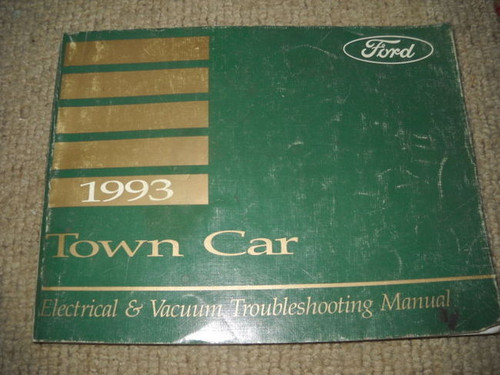 Ford
1993
Town Car
Electrical & Vacuum Troubleshooting Manual